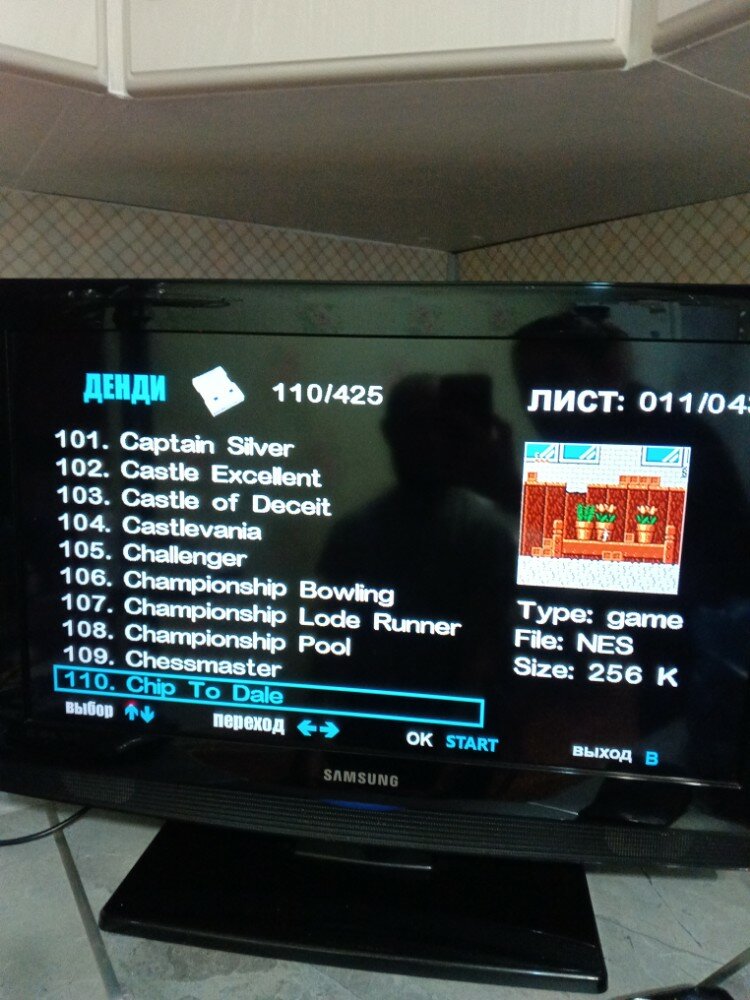 ДЕНДИ 110/425 ЛИСТ: 011/04
101. Captain Silver
102. Castle Excellent
103. Castle of Deceit
104. Castlevania
105. Challenger
106. Championship Bowling
107. Championship Lode Runner
108. Championship Pool
109. Chessmaster
110. Chip To Dale
Type: game
File: NES
Size: 256 K
выбор переход OK START выход B
SAMSUNG